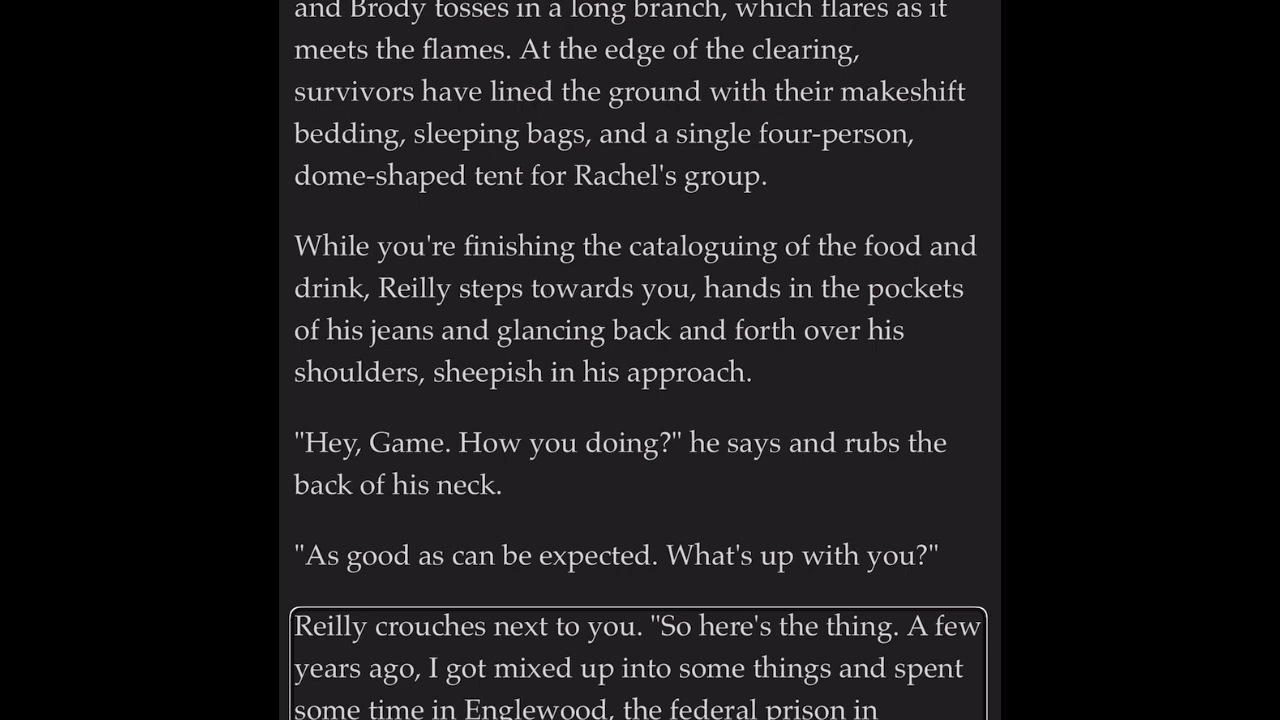 and Brody tosses in a long branch, which flares as it
meets the flames. At the edge of the clearing,
survivors have lined the ground with their makeshift
bedding, sleeping bags, and a single four-person,
dome-shaped tent for Rachel's group.
While you're finishing the cataloguing of the food and
drink, Reilly steps towards you, hands in the pockets
of his jeans and glancing back and forth over his
shoulders, sheepish in his approach.
"Hey, Game. How you doing?" he says and rubs the
back of his neck.
"As good as can be expected. What's up with you?"
Reilly crouches next to you. "So here's the thing. A few
years ago, I got mixed up into some things and spent
some time in Englewood, the federal prison in